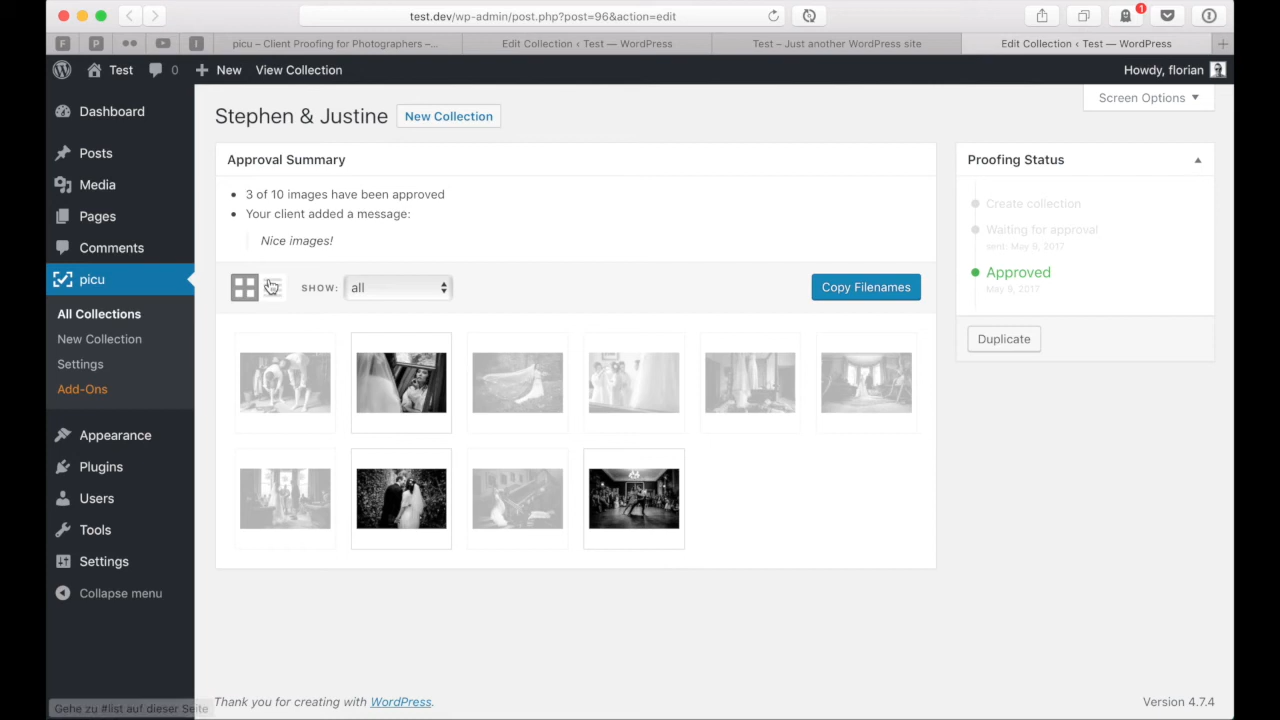 test.dev/wp-admin/post.php?post=96&action=edit
1
F
P
I
picu – Client Proofing for Photographers –...
Edit Collection ‹ Test — WordPress
Test – Just another WordPress site
Edit Collection ‹ Test — WordPress
Test
0
New
View Collection
Howdy, florian
Dashboard
Posts
Media
Pages
Comments
picu
All Collections
New Collection
Settings
Add-Ons
Appearance
Plugins
Users
Tools
Settings
Collapse menu
Screen Options
Stephen & Justine
New Collection
Approval Summary
3 of 10 images have been approved
Your client added a message:
Nice images!
SHOW:
all
Copy Filenames
Proofing Status
Create collection
Waiting for approval
sent: May 9, 2017
Approved
May 9, 2017
Duplicate
Thank you for creating with WordPress.
Version 4.7.4
Gehe zu #list auf dieser Seite